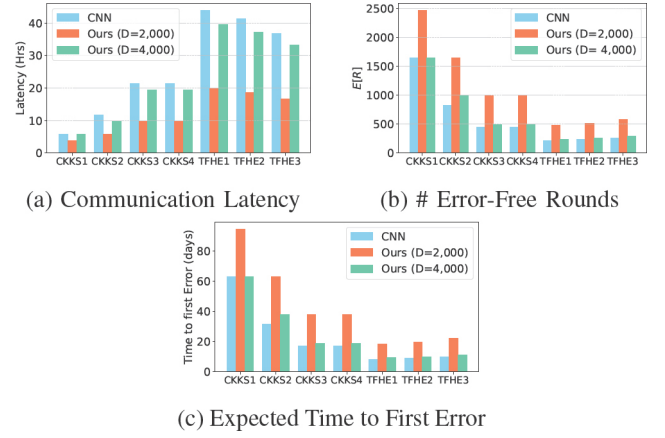 CNN
Ours (D=2,000)
Ours (D=4,000)
Latency (Hrs)
40
30
20
10
0
CKKS1 CKKS2 CKKS3 CKKS4 TFHE1 TFHE2 TFHE3
(a) Communication Latency
CNN
Ours (D=2,000)
Ours (D= 4,000)
E[R]
2500
2000
1500
1000
500
0
CKKS1 CKKS2 CKKS3 CKKS4 TFHE1 TFHE2 TFHE3
(b) # Error-Free Rounds
CNN
Ours (D=2,000)
Ours (D=4,000)
Time to first Error (days)
80
60
40
20
0
CKKS1 CKKS2 CKKS3 CKKS4 TFHE1 TFHE2 TFHE3
(c) Expected Time to First Error